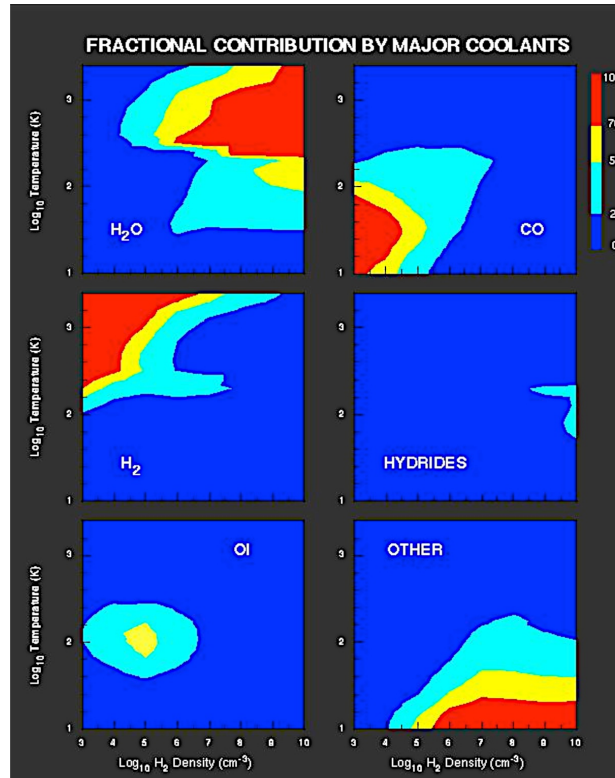 FRACTIONAL CONTRIBUTION BY MAJOR COOLANTS
Log10 Temperature (K)
3
2
1
H2O
CO
3
2
1
10
70
5
2
0
Log10 Temperature (K)
3
2
1
H2
HYDRIDES
3
2
1
Log10 Temperature (K)
3
2
1
OI
OTHER
3
2
1
3 4 5 6 7 8 9 10
3 4 5 6 7 8 9 10
Log10 H2 Density (cm-3)
Log10 H2 Density (cm-3)